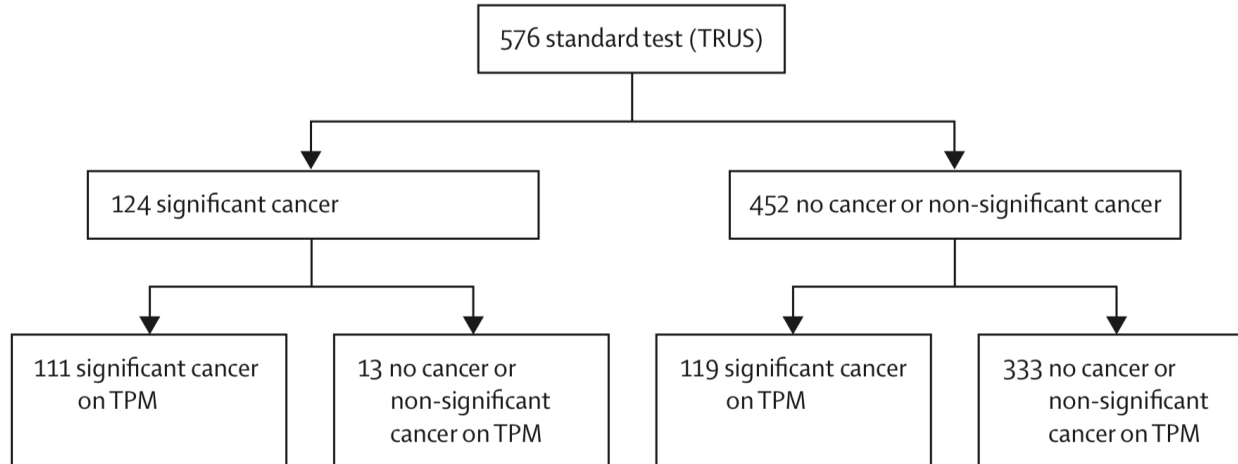 576 standard test (TRUS)
124 significant cancer
452 no cancer or non-significant cancer
111 significant cancer
on TPM
13 no cancer or
non-significant
cancer on TPM
119 significant cancer
on TPM
333 no cancer or
non-significant
cancer on TPM